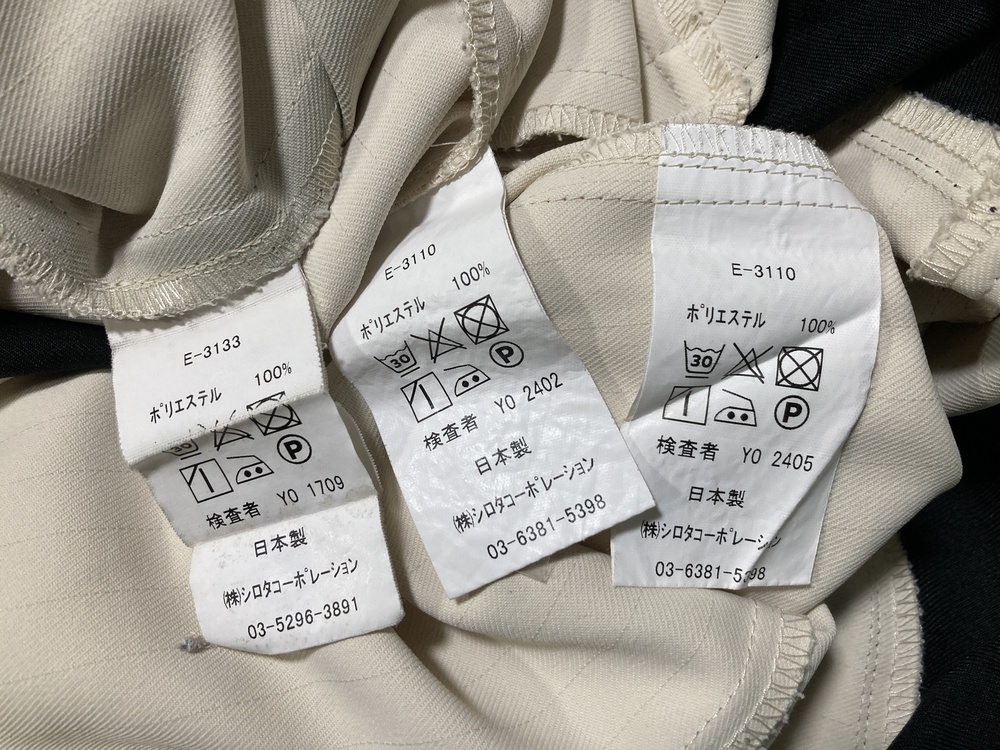 E-3133
ポリエステル 100%
P
検査者 YO 1709
日本製
(株)シロタコーポレーション
03-5296-3891
E-3110
ポリエステル 100%
30
P
検査者 YO 2402
日本製
(株)シロタコーポレーション
03-6381-5398
E-3110
ポリエステル 100%
30
P
検査者 YO 2405
日本製
(株)シロタコーポレーション
03-6381-5398